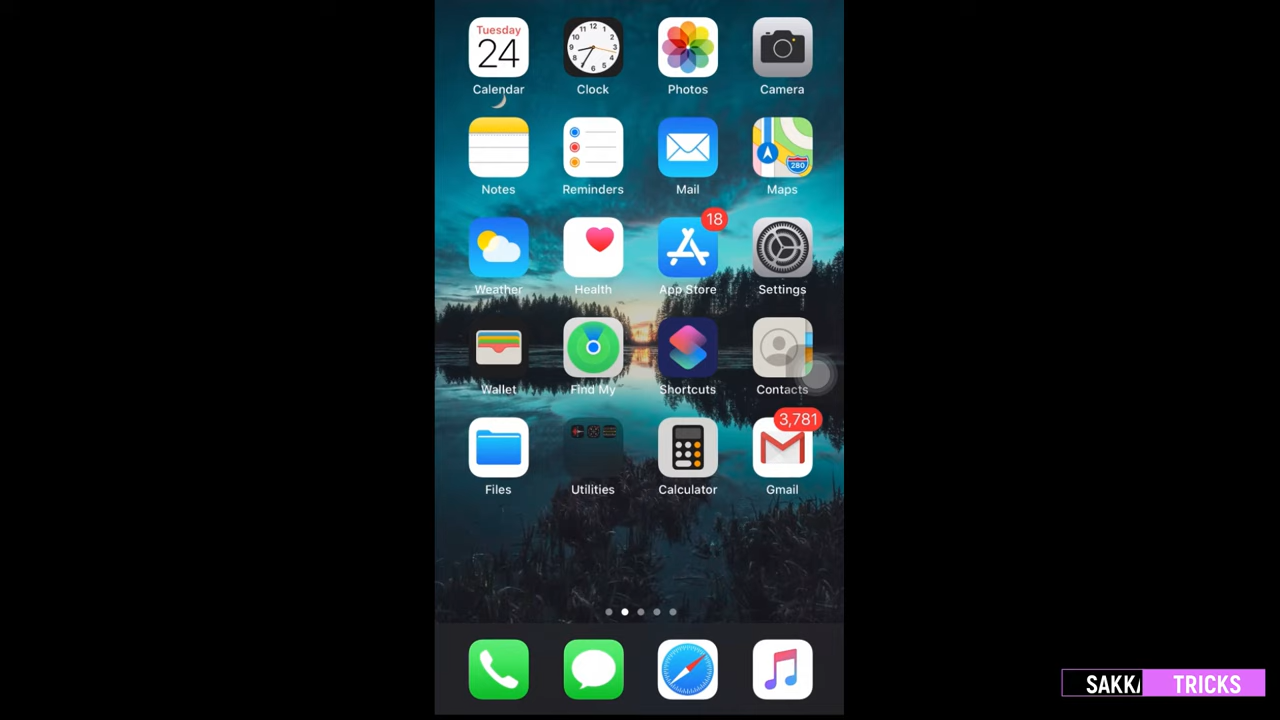 Tuesday
24
Calendar Clock Photos Camera
280
Notes Reminders Mail Maps
18
Weather Health App Store Settings
Wallet Find My Shortcuts Contacts
3,781
Files Utilities Calculator Gmail
TRICKS